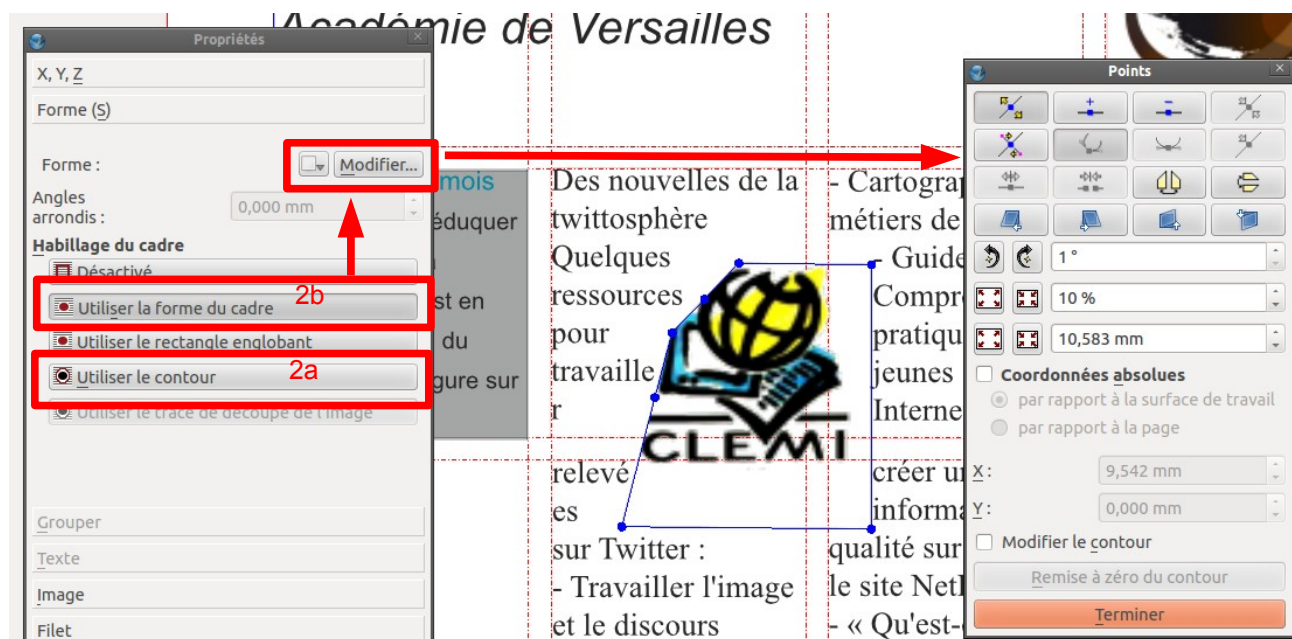 Académie de Versailles
Propriétés
X, Y, Z
Forme (S)
Forme :
Modifier...
Angles
arrondis :
0,000 mm
Habillage du cadre
Désactivé
Utiliser la forme du cadre
2b
Utiliser le rectangle englobant
Utiliser le contour
2a
Utiliser le tracé de découpe de l'image
Grouper
Texte
Image
Filet
mois
éduquer
st en
du
gure sur
Des nouvelles de la
twittosphère
Quelques
ressources
pour
travaille
r
relevé
es
sur Twitter :
- Travailler l'image
et le discours
CLEMI
- Cartogra
métiers de
- Guide
Compr
pratiqu
jeunes
Interne
créer un
informa
qualité sur
le site Netl
- « Qu'est-
Points
1 °
10 %
10,583 mm
Coordonnées absolues
par rapport à la surface de travail
par rapport à la page
X :
9,542 mm
Y :
0,000 mm
Modifier le contour
Remise à zéro du contour
Terminer